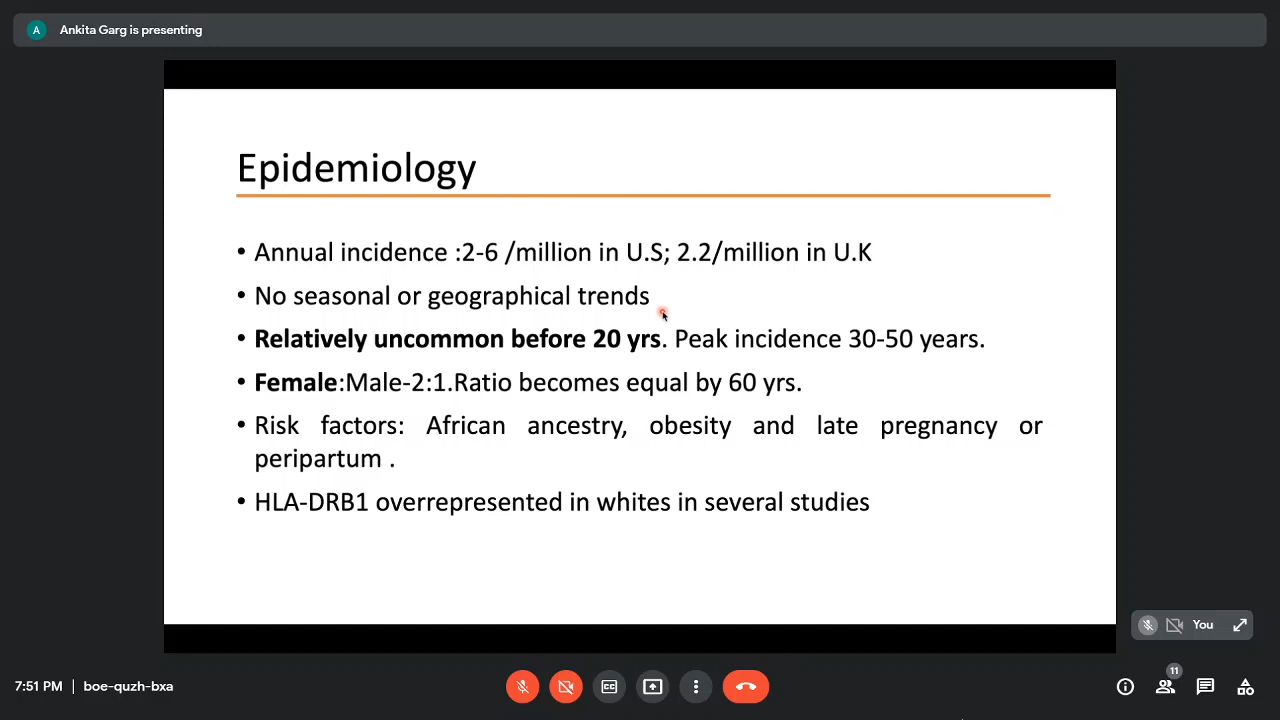 A Ankita Garg is presenting
Epidemiology
• Annual incidence :2-6 /million in U.S; 2.2/million in U.K
• No seasonal or geographical trends
• Relatively uncommon before 20 yrs. Peak incidence 30-50 years.
• Female:Male-2:1.Ratio becomes equal by 60 yrs.
• Risk factors: African ancestry, obesity and late pregnancy or
peripartum .
• HLA-DRB1 overrepresented in whites in several studies
You
7:51 PM | boe-quzh-bxa
CC
11